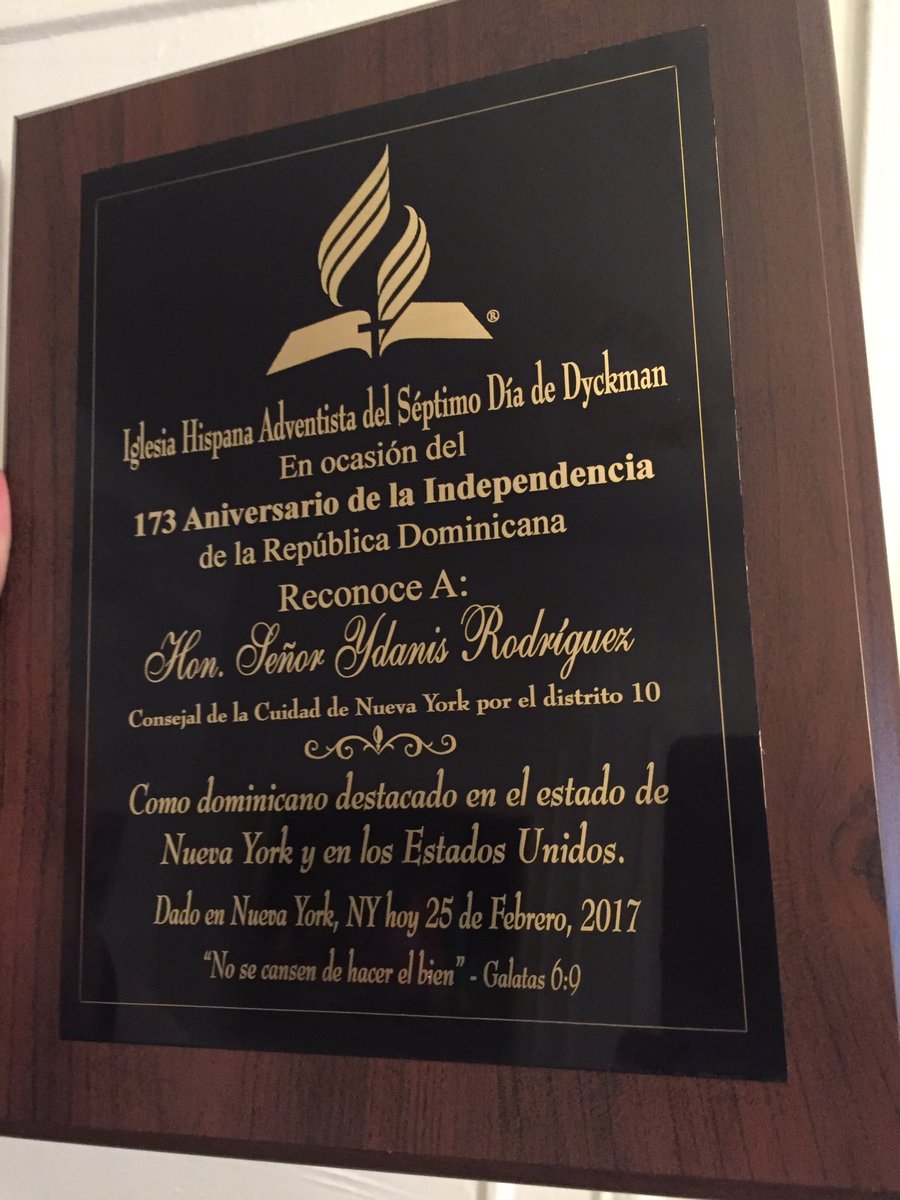 ®
Iglesia Hispana Adventista del Séptimo Día de Dyckman
En ocasión del
173 Aniversario de la Independencia
de la República Dominicana
Reconoce A:
Hon. Señor Ydanis Rodríguez
Consejal de la Cuidad de Nueva York por el distrito 10
Como dominicano destacado en el estado de
Nueva York y en los Estados Unidos.
Dado en Nueva York, NY hoy 25 de Febrero, 2017
“No se cansen de hacer el bien” - Galatas 6:9